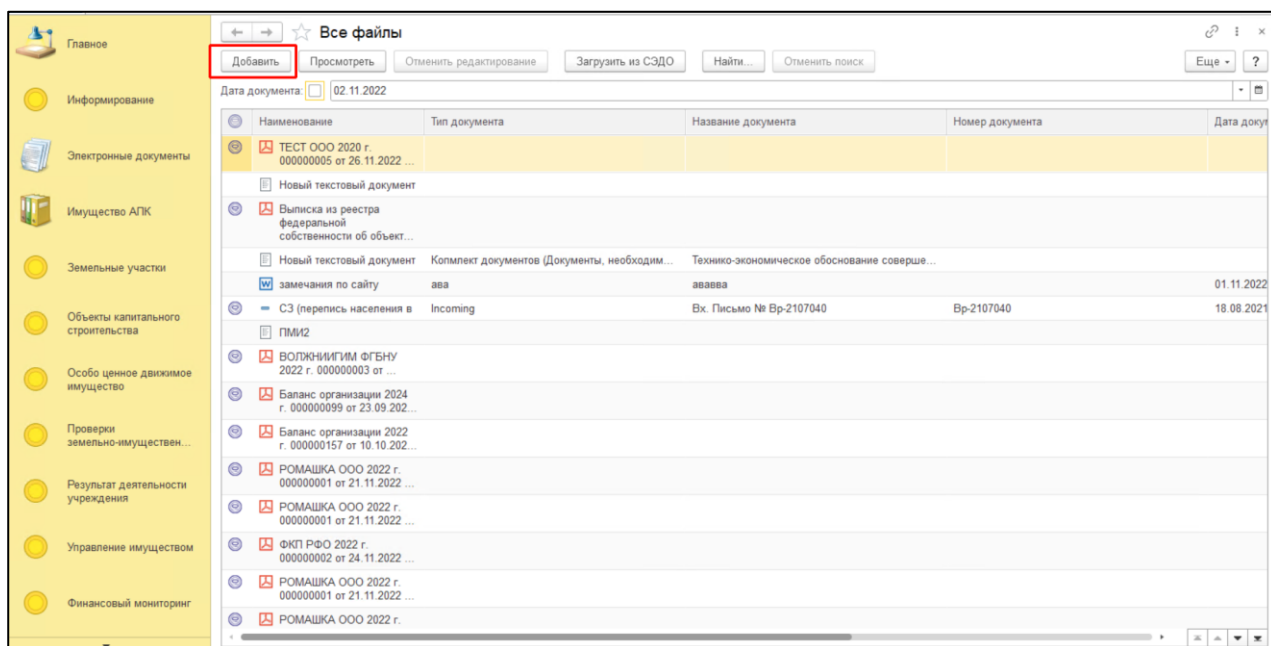 Главное
Информирование
Электронные документы
Имущество АПК
Земельные участки
Объекты капитального
строительства
Особо ценное движимое
имущество
Проверки
земельно-имуществен...
Результат деятельности
учреждения
Управление имуществом
Финансовый мониторинг
Все файлы
Добавить Просмотреть Отменить редактирование Загрузить из СЭДО Найти... Отменить поиск Еще ?
Дата документа: 02.11.2022
Наименование Тип документа Название документа Номер документа Дата докум
ТЕСТ ООО 2020 г.
000000005 от 26.11.2022 ...
Новый текстовый документ
Выписка из реестра
федеральной
собственности об объект...
Новый текстовый документ Копмлект документов (Документы, необходим... Технико-экономическое обоснование соверше...
замечания по сайту ава ававва 01.11.2022
СЗ (перепись населения в Incoming Вх. Письмо № Вр-2107040 Вр-2107040 18.08.2021
ПМИ2
ВОЛЖНИИГИМ ФГБНУ
2022 г. 000000003 от ...
Баланс организации 2024
г. 000000099 от 23.09.202...
Баланс организации 2022
г. 000000157 от 10.10.202...
РОМАШКА ООО 2022 г.
000000001 от 21.11.2022 ...
РОМАШКА ООО 2022 г.
000000001 от 21.11.2022 ...
ФКП РФО 2022 г.
000000002 от 24.11.2022 ...
РОМАШКА ООО 2022 г.
000000001 от 21.11.2022 ...
РОМАШКА ООО 2022 г.